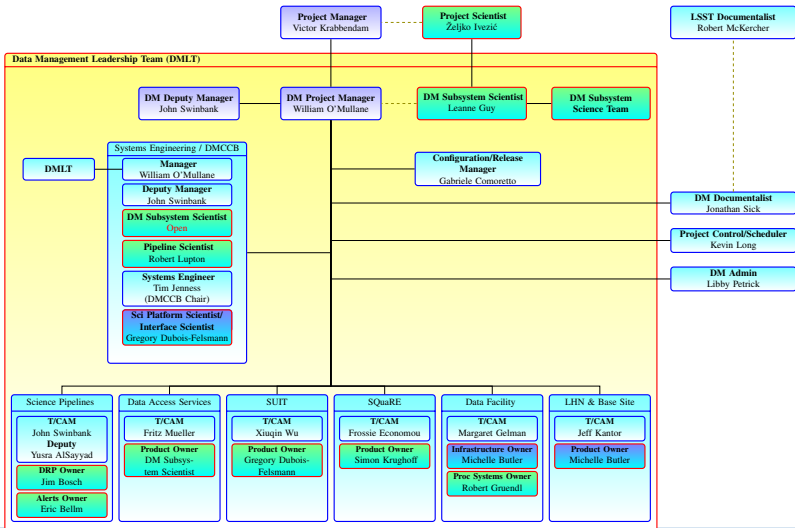 Project Manager
Victor Krabbendam
Project Scientist
Željko Ivezić
LSST Documentalist
Robert McKercher
Data Management Leadership Team (DMLT)
DM Deputy Manager
John Swinbank
DM Project Manager
William O'Mullane
DM Subsystem Scientist
Leanne Guy
DM Subsystem
Science Team
Systems Engineering / DMCCB
DMLT
Manager
William O'Mullane
Deputy Manager
John Swinbank
DM Subsystem Scientist
Open
Pipeline Scientist
Robert Lupton
Systems Engineer
Tim Jenness
(DMCCB Chair)
Sci Platform Scientist/
Interface Scientist
Gregory Dubois-Felsmann
Configuration/Release
Manager
Gabriele Comoretto
DM Documentalist
Jonathan Sick
Project Control/Scheduler
Kevin Long
DM Admin
Libby Petrick
Science Pipelines
T/CAM
John Swinbank
Deputy
Yusra AlSayyad
DRP Owner
Jim Bosch
Alerts Owner
Eric Bellm
Data Access Services
T/CAM
Fritz Mueller
Product Owner
DM Subsys-
tem Scientist
SUIT
T/CAM
Xiuqin Wu
Product Owner
Gregory Dubois-
Felsmann
SQuaRE
T/CAM
Frossie Economou
Product Owner
Simon Krughoff
Data Facility
T/CAM
Margaret Gelman
Infrastructure Owner
Michelle Butler
Proc Systems Owner
Robert Gruendl
LHN & Base Site
T/CAM
Jeff Kantor
Product Owner
Michelle Butler